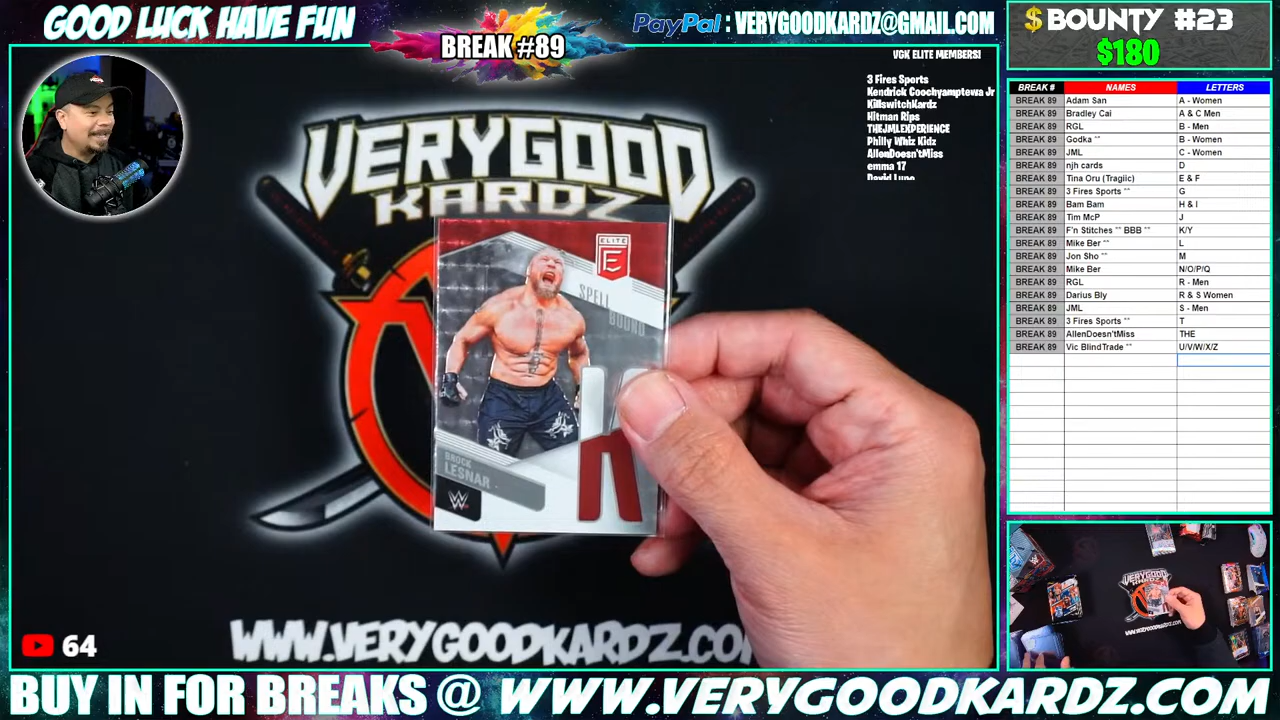 GOOD LUCK HAVE FUN
BREAK #89
PayPal : VERYGOODKARDZ@GMAIL.COM
$ BOUNTY #23
$180
VGK ELITE MEMBERS!
3 Fires Sports
Kendrick Coochyamptewa Jr
KillswitchKardz
Hitman Rips
THEJMLEXPERIENCE
Philly Whiz Kidz
AllenDoesn'tMiss
emma 17
David Luno
VERYGOOD
KARDZ
ELITE
E
SPELL
BOUND
BROCK
LESNAR
W
BREAK # NAMES LETTERS
BREAK 89 Adam San A - Women
BREAK 89 Bradley Cai A & C Men
BREAK 89 RGL B - Men
BREAK 89 Godka ** B - Women
BREAK 89 JML C - Women
BREAK 89 njh cards D
BREAK 89 Tina Oru (Tragiic) E & F
BREAK 89 3 Fires Sports ** G
BREAK 89 Bam Bam H & I
BREAK 89 Tim McP J
BREAK 89 F'n Stitches ** BBB ** K/Y
BREAK 89 Mike Ber ** L
BREAK 89 Jon Sho ** M
BREAK 89 Mike Ber N/O/P/Q
BREAK 89 RGL R - Men
BREAK 89 Darius Bly R & S Women
BREAK 89 JML S - Men
BREAK 89 3 Fires Sports ** T
BREAK 89 AllenDoesn'tMiss THE
BREAK 89 Vic BlindTrade ** U/V/W/X/Z
VERYGOOD
KARDZ
64
WWW.VERYGOODKARDZ.COM
BUY IN FOR BREAKS @ WWW.VERYGOODKARDZ.COM